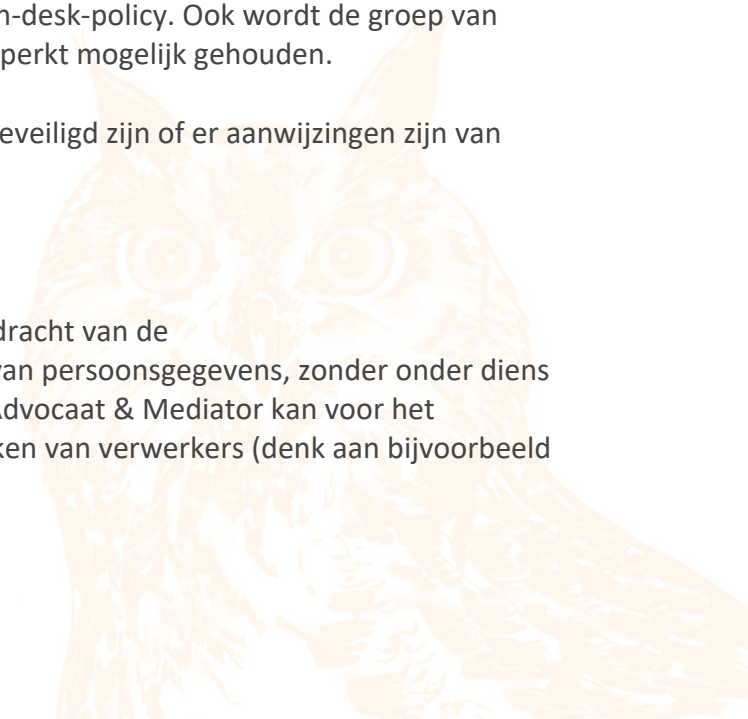 n-desk-policy. Ook wordt de groep van
perkt mogelijk gehouden.
eveiligd zijn of er aanwijzingen zijn van
dracht van de
van persoonsgegevens, zonder onder diens
Advocaat & Mediator kan voor het
ken van verwerkers (denk aan bijvoorbeeld